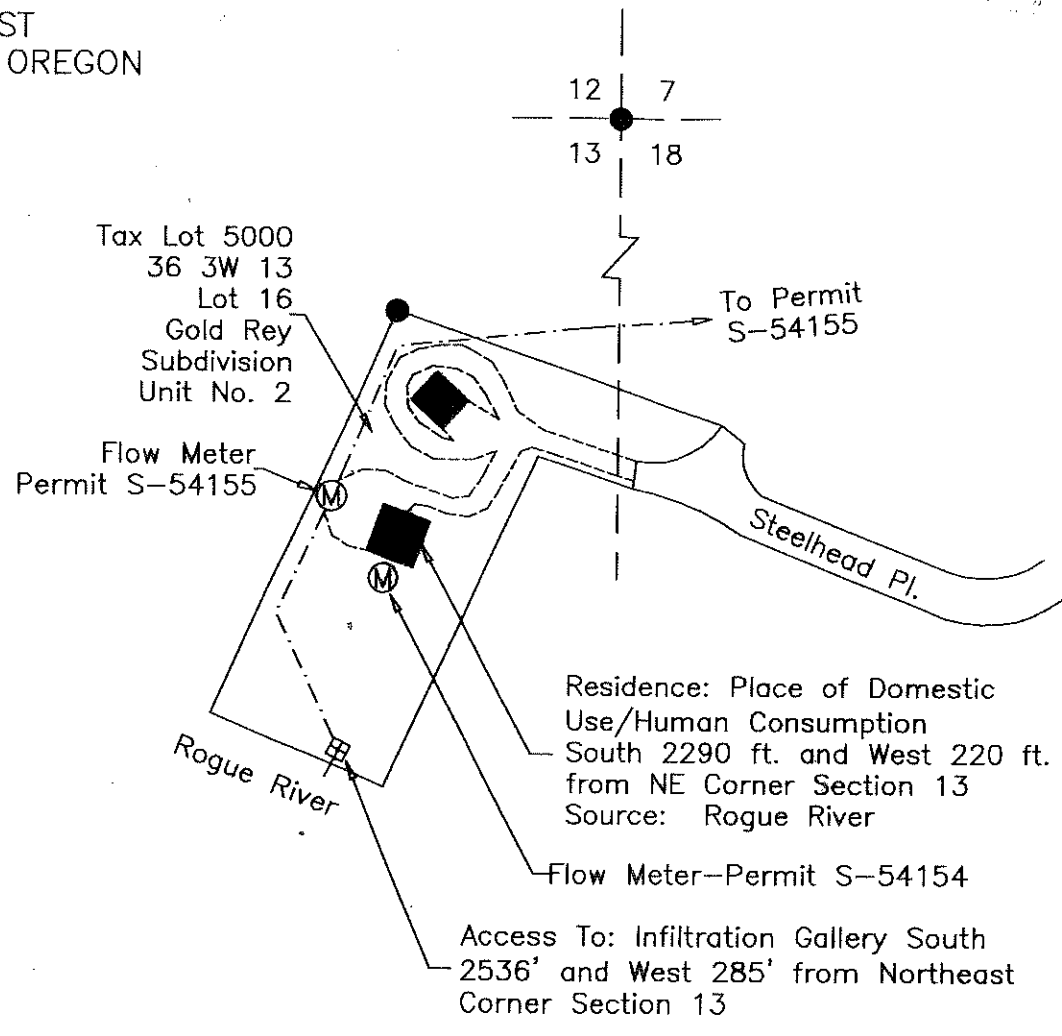 ST
OREGON
12 7
13 18
Tax Lot 5000
36 3W 13
Lot 16
Gold Rey
Subdivision
Unit No. 2
To Permit
S-54155
Flow Meter
Permit S-54155
M
M
Steelhead Pl.
Rogue River
Residence: Place of Domestic
Use/Human Consumption
South 2290 ft. and West 220 ft.
from NE Corner Section 13
Source: Rogue River
Flow Meter-Permit S-54154
Access To: Infiltration Gallery South
2536' and West 285' from Northeast
Corner Section 13